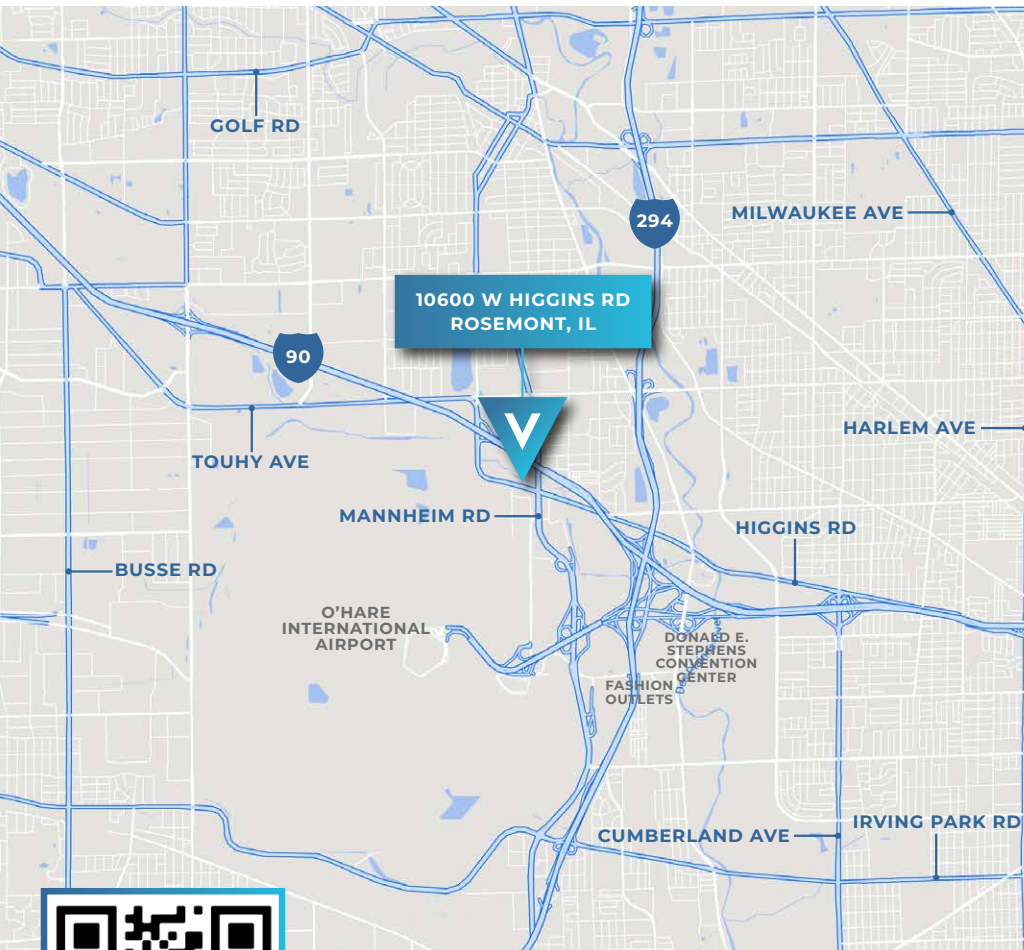 GOLF RD
MILWAUKEE AVE
294
10600 W HIGGINS RD
ROSEMONT, IL
90
V
HARLEM AVE
TOUHY AVE
MANNHEIM RD
HIGGINS RD
BUSSE RD
O'HARE
INTERNATIONAL
AIRPORT
DONALD E.
STEPHENS
CONVENTION
CENTER
FASHION
OUTLETS
CUMBERLAND AVE
IRVING PARK RD